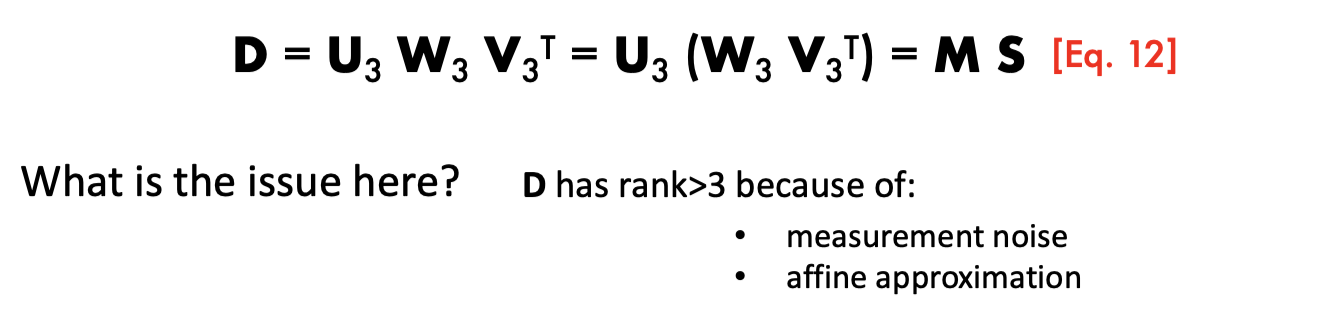 D = U₃ W₃ V₃ᵀ = U₃ (W₃ V₃ᵀ) = M S [Eq. 12]
What is the issue here? D has rank>3 because of:
• measurement noise
• affine approximation